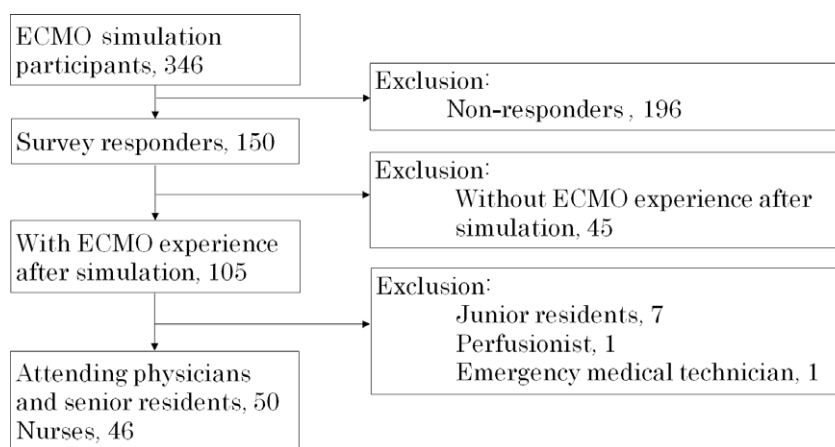 ECMO simulation
participants, 346
Exclusion:
Non-responders , 196
Survey responders, 150
Exclusion:
Without ECMO experience after
simulation, 45
With ECMO experience
after simulation, 105
Exclusion:
Junior residents, 7
Perfusionist, 1
Emergency medical technician, 1
Attending physicians
and senior residents, 50
Nurses, 46